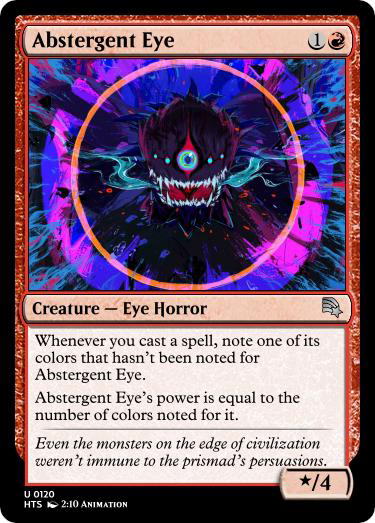 Abstergent Eye 1
Creature — Eye Horror
Whenever you cast a spell, note one of its
colors that hasn't been noted for
Abstergent Eye.
Abstergent Eye's power is equal to the
number of colors noted for it.
Even the monsters on the edge of civilization
weren't immune to the prismad's persuasions.
★/4
U 0120
HTS 2:10 Animation